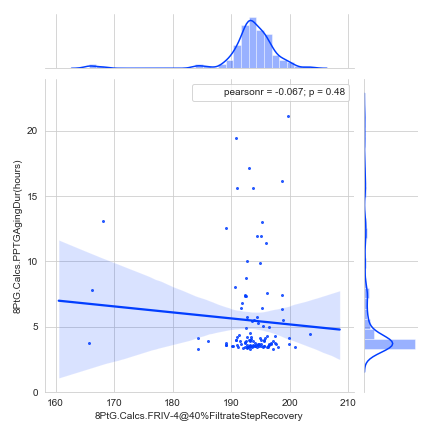 pearsonr = -0.067; p = 0.48
8PtG.Calcs.PPTGAgingDur(hours)
20
15
10
5
0
160 170 180 190 200 210
8PtG.Calcs.FRIV-4@40%FiltrateStepRecovery